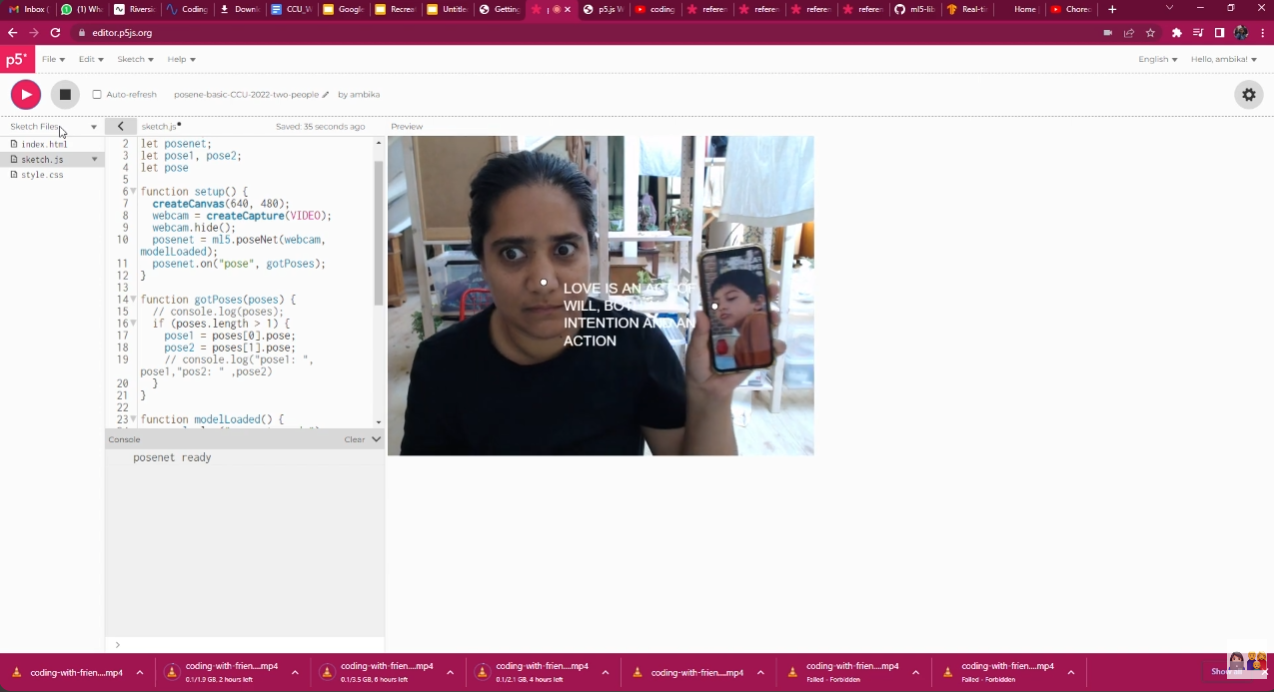 Inbox (
(1) Wh
Riversi
Coding
Down
CCU_W
Google
Recrea
Untitle
Getting
p5.js W
coding
referen
referen
referen
referen
ml5-lib
Real-ti
Home
Choreo
editor.p5js.org
p5* File Edit Sketch Help English Hello, ambika!
Auto-refresh posene-basic-CCU-2022-two-people by ambika
Sketch Files sketch.js Saved: 35 seconds ago Preview
index.html
sketch.js
style.css
2 let posenet;
3 let pose1, pose2;
4 let pose
5
6 function setup() {
7 createCanvas(640, 480);
8 webcam = createCapture(VIDEO);
9 webcam.hide();
10 posenet = ml5.poseNet(webcam,
modelLoaded);
11 posenet.on("pose", gotPoses);
12 }
13
14 function gotPoses(poses) {
15 // console.log(poses);
16 if (poses.length > 1) {
17 pose1 = poses[0].pose;
18 pose2 = poses[1].pose;
19 // console.log("pose1: ",
pose1,"pos2: " ,pose2)
20 }
21 }
22
23 function modelLoaded() {
LOVE IS AN ACT OF
WILL, BOTH
INTENTION AND AN
ACTION
Console Clear
posenet ready
coding-with-frien....mp4
coding-with-frien....mp4
0.1/1.9 GB, 2 hours left
coding-with-frien....mp4
0.1/3.5 GB, 6 hours left
coding-with-frien....mp4
0.1/2.1 GB, 4 hours left
coding-with-frien....mp4
coding-with-frien....mp4
Failed - Forbidden
coding-with-frien....mp4
Failed - Forbidden